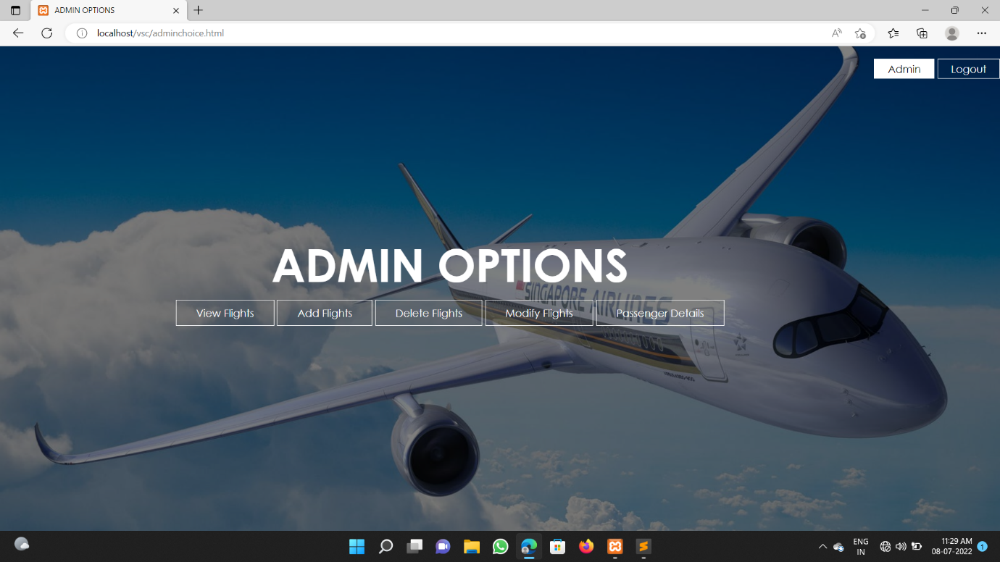 ADMIN OPTIONS
localhost/vsc/adminchoice.html
Admin
Logout
ADMIN OPTIONS
SINGAPORE AIRLINES
View Flights
Add Flights
Delete Flights
Modify Flights
Passenger Details
ENG
IN
11:29 AM
08-07-2022
1